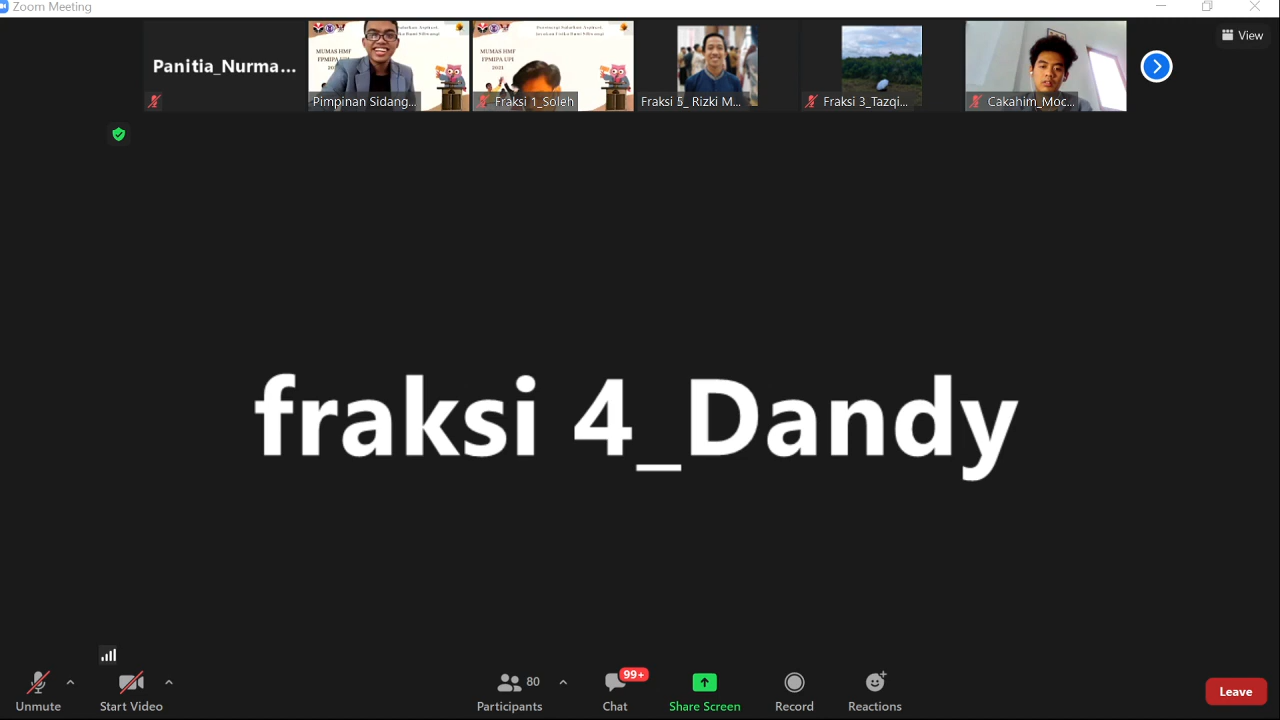 Zoom Meeting
Panitia_Nurma...
Pimpinan Sidang...
MUMAS HMF
FPMIPA UPI
2021
Fraksi 1_Soleh
MUMAS HMF
FPMIPA UPI
Fraksi 5_ Rizki M...
Fraksi 3_Tazqi...
Cakahim_Moc...
View
fraksi 4_Dandy
Unmute
Start Video
80
Participants
99+
Chat
Share Screen
Record
Reactions
Leave